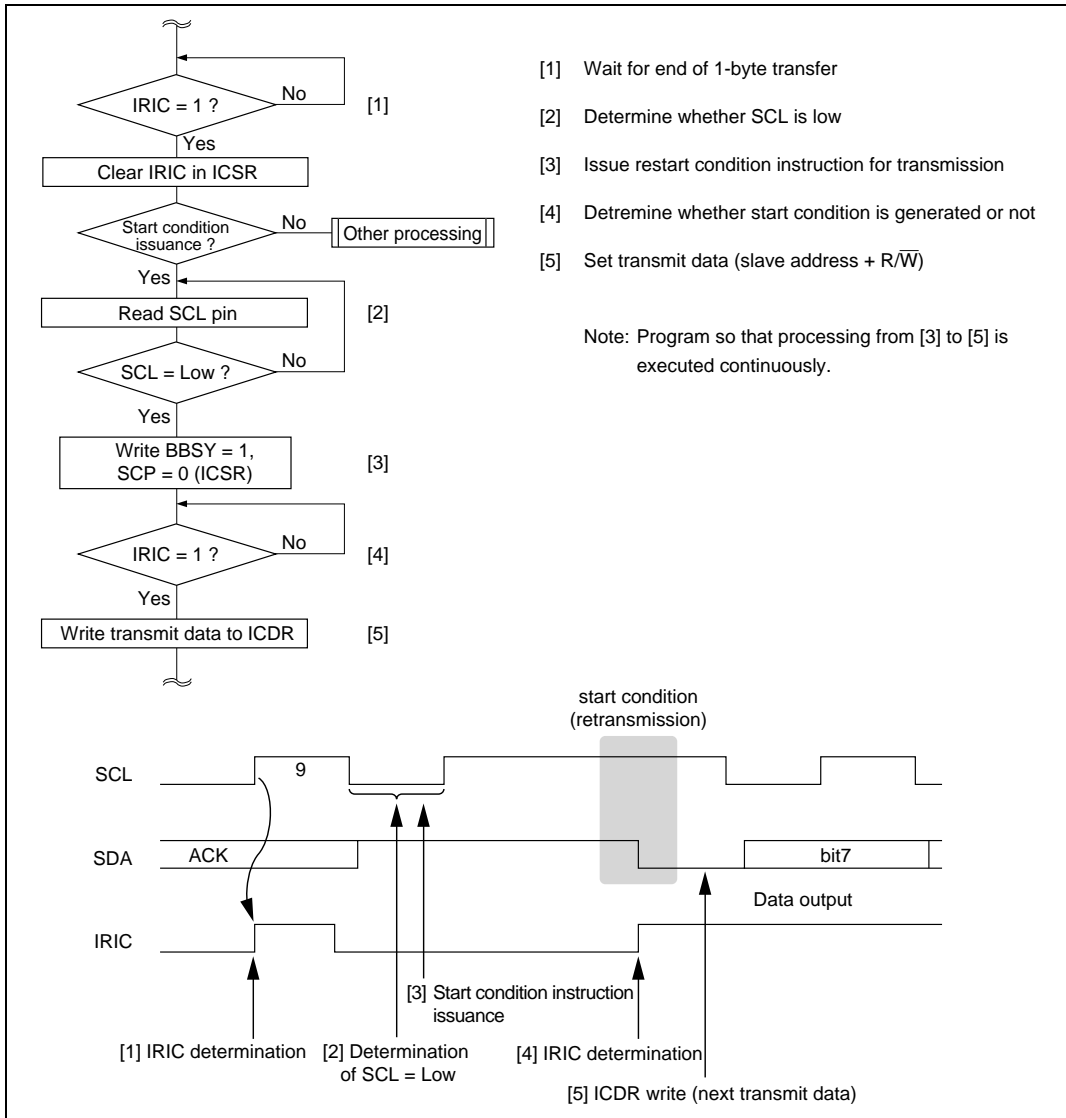 IRIC = 1 ?
No
[1]
Yes
Clear IRIC in ICSR
Start condition
issuance ?
No
Other processing
Yes
Read SCL pin
[2]
SCL = Low ?
No
Yes
Write BBSY = 1,
SCP = 0 (ICSR)
[3]
IRIC = 1 ?
No
[4]
Yes
Write transmit data to ICDR
[5]
[1] Wait for end of 1-byte transfer
[2] Determine whether SCL is low
[3] Issue restart condition instruction for transmission
[4] Detremine whether start condition is generated or not
[5] Set transmit data (slave address + R/W̅)
Note: Program so that processing from [3] to [5] is
executed continuously.
start condition
(retransmission)
SCL
9
SDA
ACK
bit7
Data output
IRIC
[3] Start condition instruction
issuance
[1] IRIC determination
[2] Determination
of SCL = Low
[4] IRIC determination
[5] ICDR write (next transmit data)